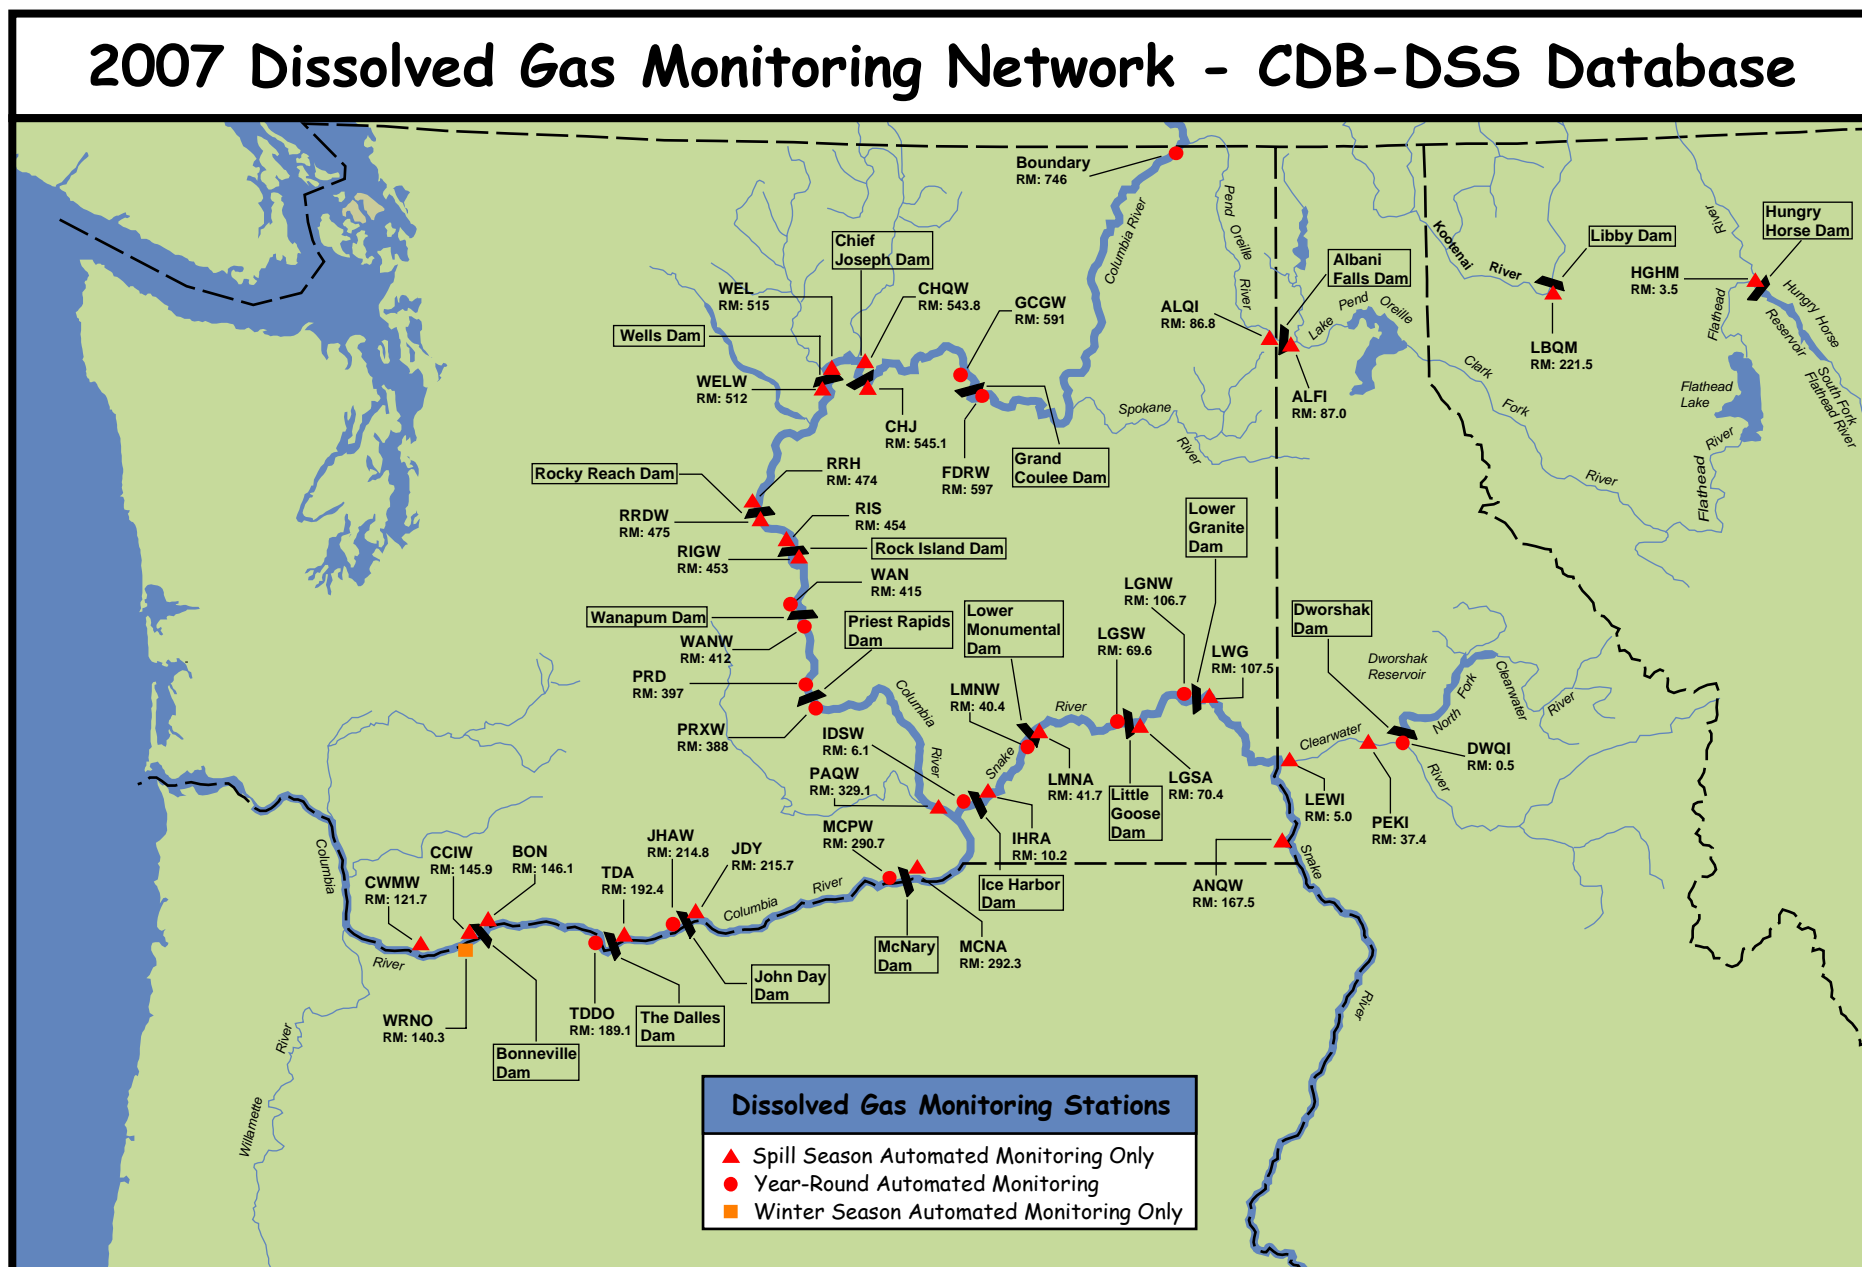 2007 Dissolved Gas Monitoring Network - CDB-DSS Database
Boundary
RM: 746
Columbia River
Pend Oreille
River
Kootenai
River
Libby Dam
Hungry
Horse Dam
River
HGHM
RM: 3.5
Flathead
Hungry Horse
Reservoir
South Fork
Flathead River
LBQM
RM: 221.5
Albani
Falls Dam
ALQI
RM: 86.8
Lake
Pend
Oreille
ALFI
RM: 87.0
Clark
Fork
River
Flathead
Lake
River
Flathead
Chief
Joseph Dam
WEL
RM: 515
CHQW
RM: 543.8
GCGW
RM: 591
Wells Dam
WELW
RM: 512
CHJ
RM: 545.1
FDRW
RM: 597
Grand
Coulee Dam
Spokane
River
Rocky Reach Dam
RRH
RM: 474
RRDW
RM: 475
RIS
RM: 454
Rock Island Dam
RIGW
RM: 453
WAN
RM: 415
Wanapum Dam
WANW
RM: 412
Priest Rapids
Dam
PRD
RM: 397
PRXW
RM: 388
Columbia
River
Lower
Monumental
Dam
Lower
Granite
Dam
LGNW
RM: 106.7
LGSW
RM: 69.6
LWG
RM: 107.5
LMNW
RM: 40.4
River
Snake
IDSW
RM: 6.1
PAQW
RM: 329.1
LMNA
RM: 41.7
LGSA
RM: 70.4
Little
Goose
Dam
Dworshak
Dam
Dworshak
Reservoir
North
Fork
Clearwater
River
Clearwater
River
DWQI
RM: 0.5
LEWI
RM: 5.0
PEKI
RM: 37.4
ANQW
RM: 167.5
Snake
River
IHRA
RM: 10.2
Ice Harbor
Dam
MCPW
RM: 290.7
McNary
Dam
MCNA
RM: 292.3
JHAW
RM: 214.8
JDY
RM: 215.7
Columbia
River
John Day
Dam
TDA
RM: 192.4
TDDO
RM: 189.1
The Dalles
Dam
BON
RM: 146.1
CCIW
RM: 145.9
CWMW
RM: 121.7
WRNO
RM: 140.3
Bonneville
Dam
Columbia
River
River
Willamette
Dissolved Gas Monitoring Stations
Spill Season Automated Monitoring Only
Year-Round Automated Monitoring
Winter Season Automated Monitoring Only